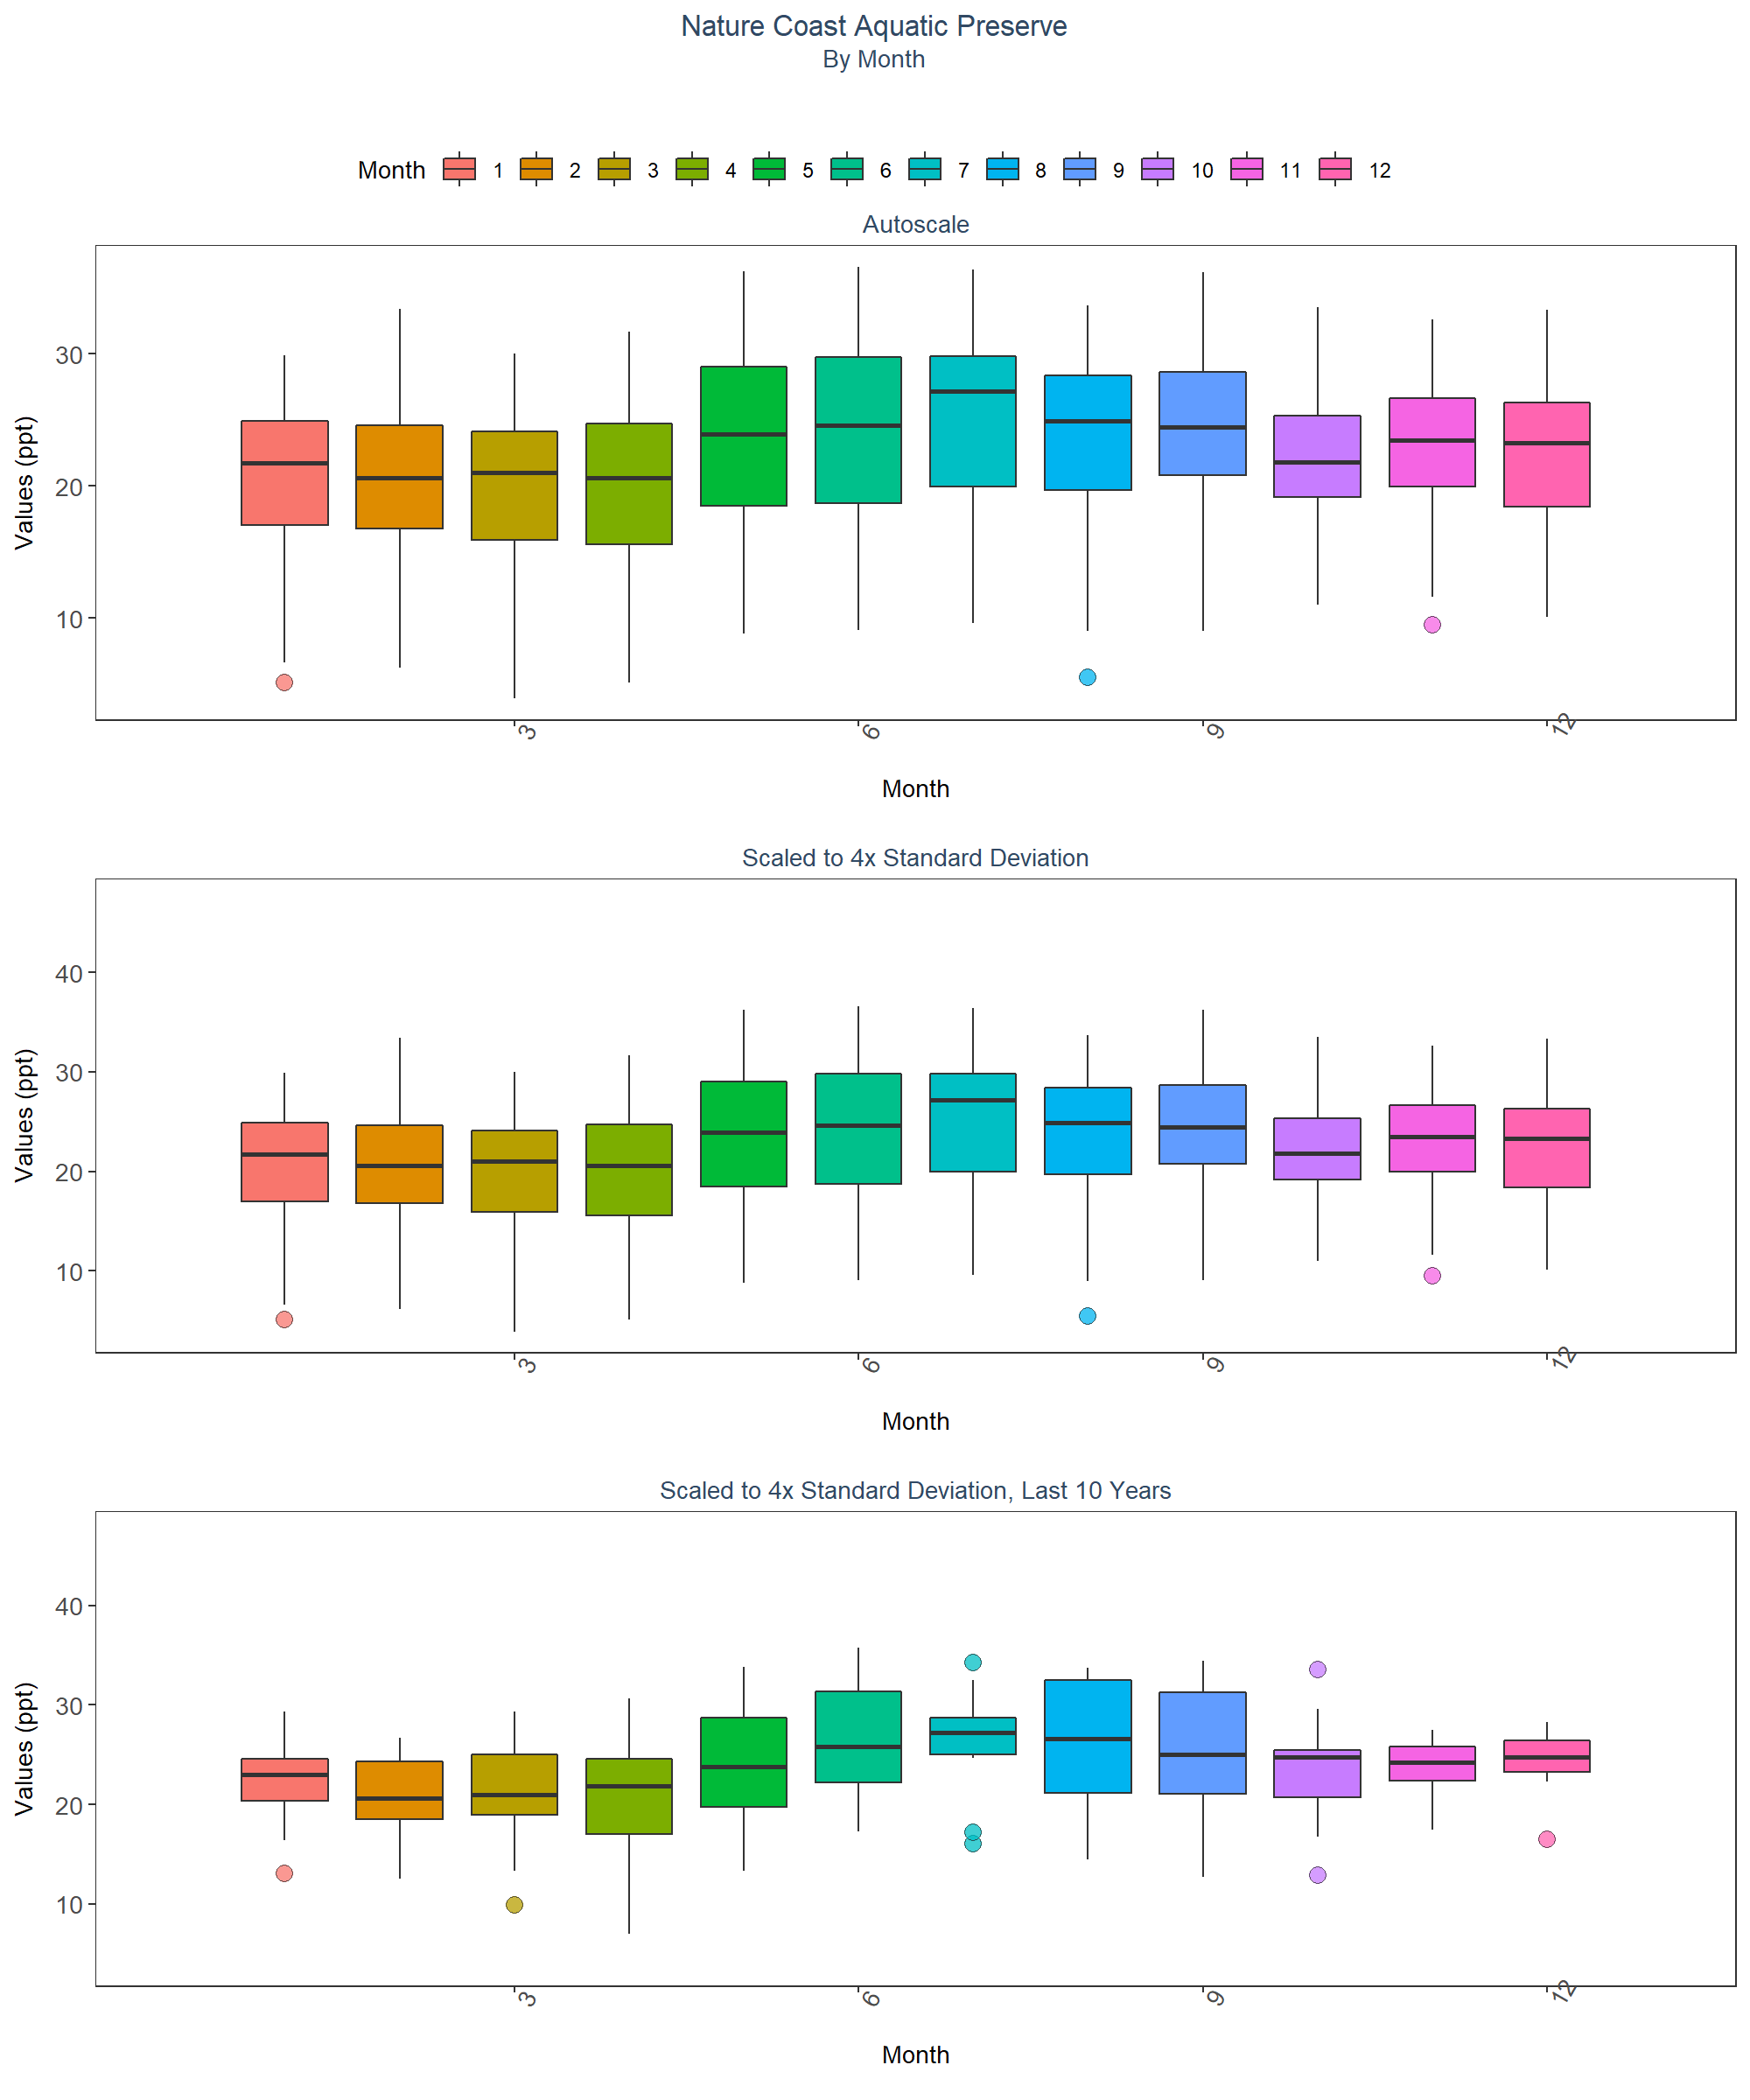 Nature Coast Aquatic Preserve
By Month
Month 1 2 3 4 5 6 7 8 9 10 11 12
Autoscale
Values (ppt)
30
20
10
3 6 9 12
Month
Scaled to 4x Standard Deviation
Values (ppt)
40
30
20
10
3 6 9 12
Month
Scaled to 4x Standard Deviation, Last 10 Years
Values (ppt)
40
30
20
10
3 6 9 12
Month